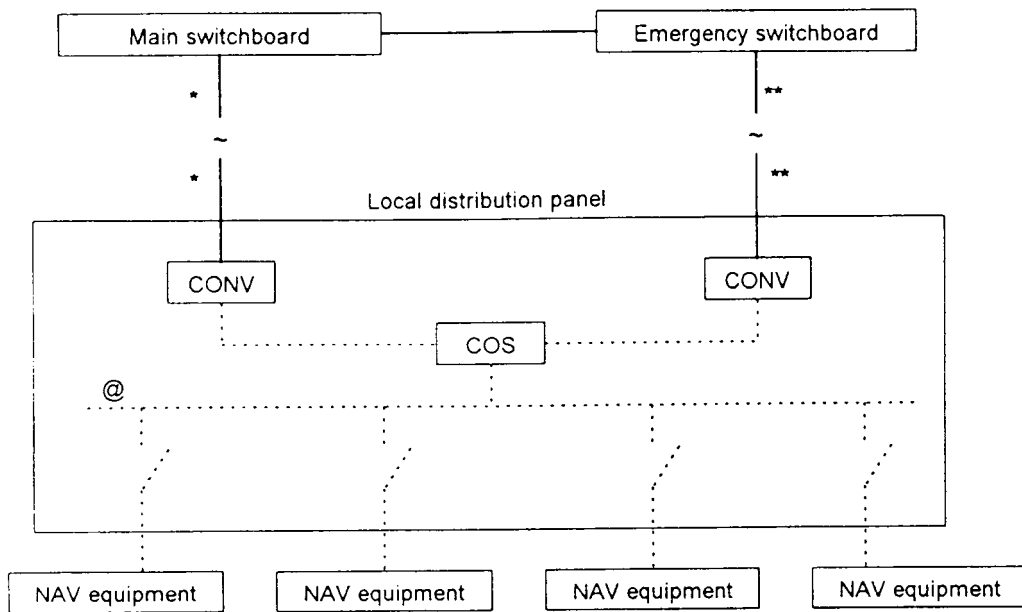 Main switchboard
Emergency switchboard
*
**
~
~
*
**
Local distribution panel
CONV
CONV
COS
@
NAV equipment
NAV equipment
NAV equipment
NAV equipment